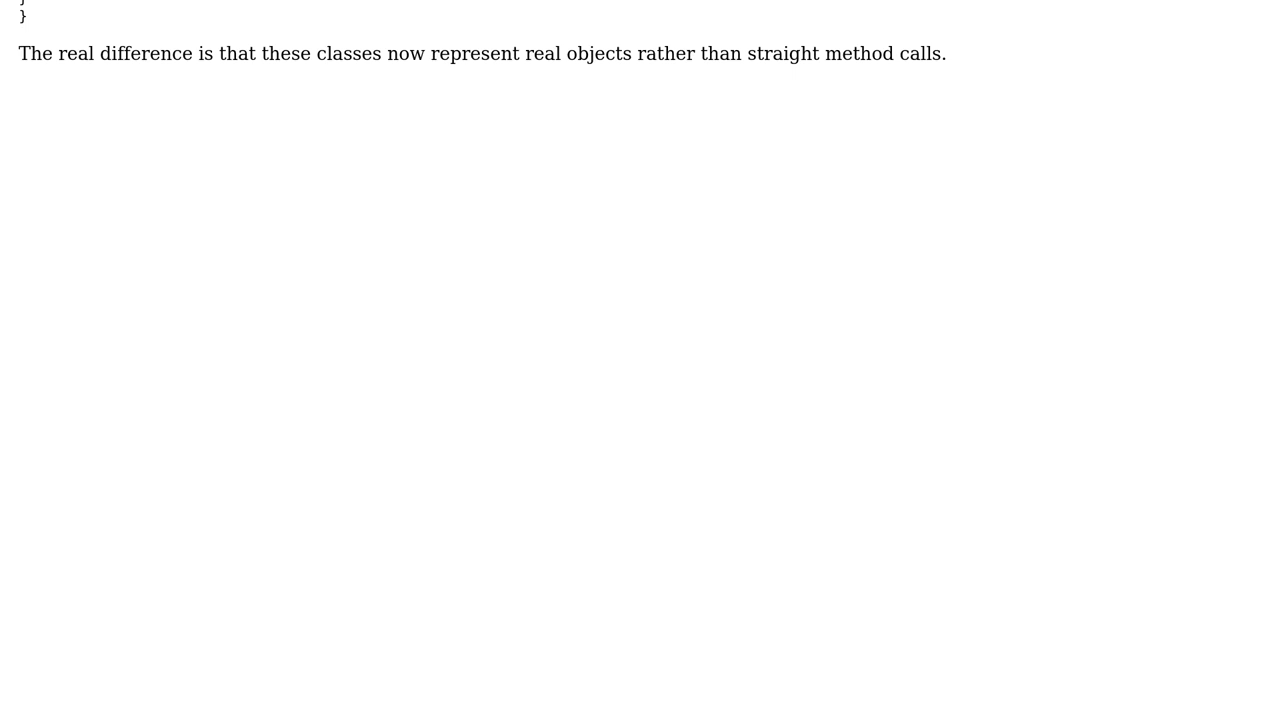 }
}
The real difference is that these classes now represent real objects rather than straight method calls.